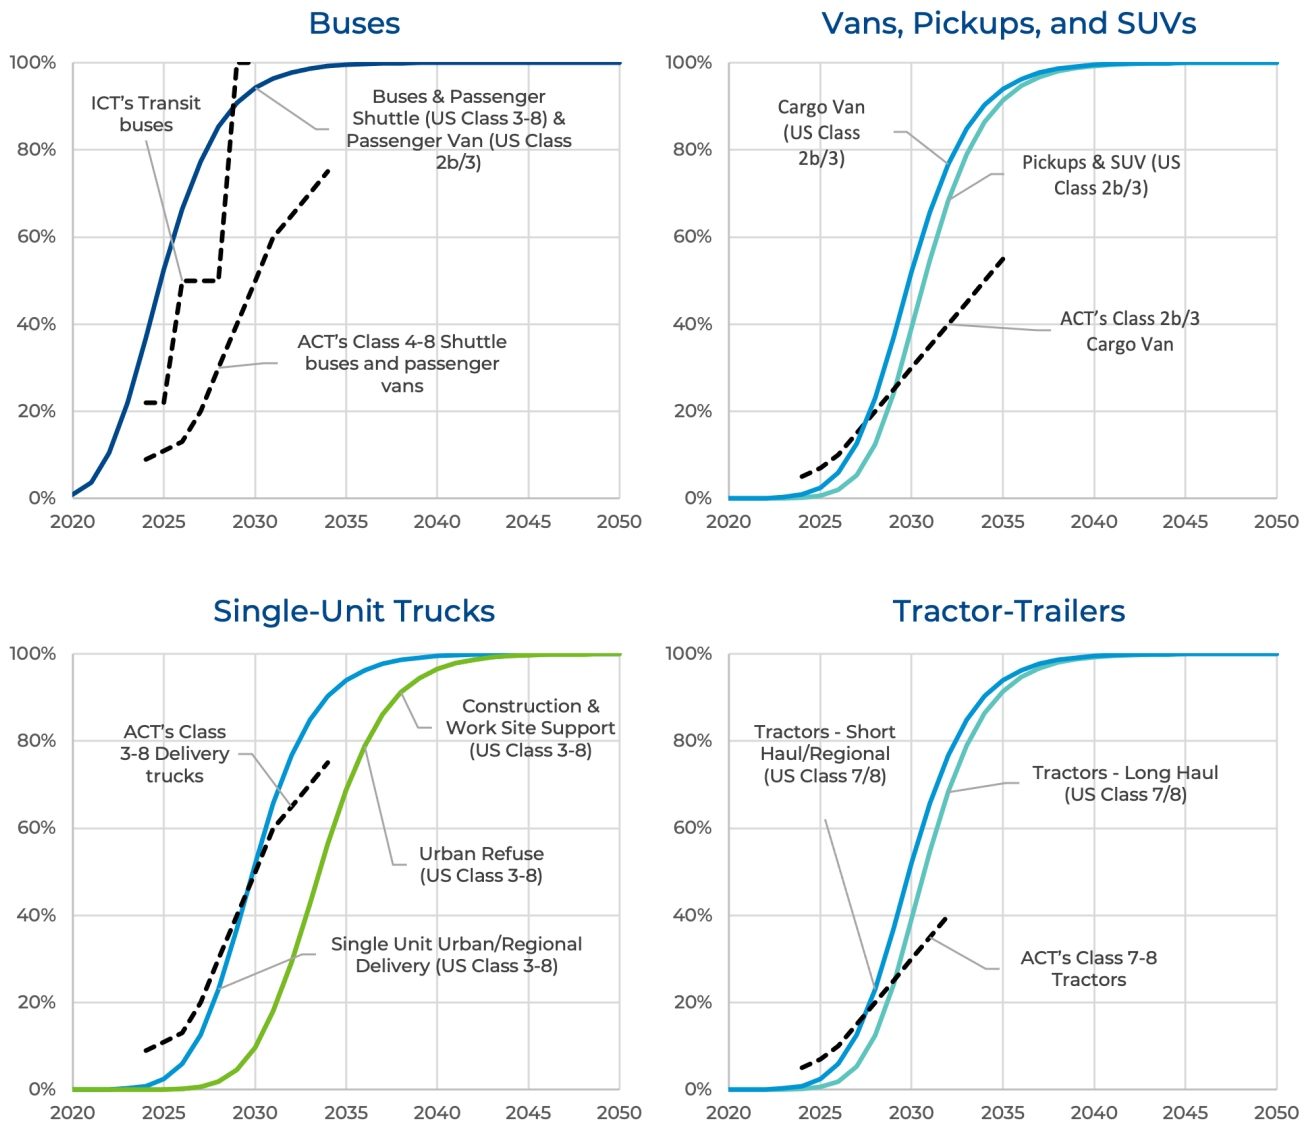 Buses
100%
80%
60%
40%
20%
0%
2020
2025
2030
2035
2040
2045
2050
ICT's Transit
buses
Buses & Passenger
Shuttle (US Class 3-8) &
Passenger Van (US Class
2b/3)
ACT's Class 4-8 Shuttle
buses and passenger
vans
Vans, Pickups, and SUVs
100%
80%
60%
40%
20%
0%
2020
2025
2030
2035
2040
2045
2050
Cargo Van
(US Class
2b/3)
Pickups & SUV (US
Class 2b/3)
ACT's Class 2b/3
Cargo Van
Single-Unit Trucks
100%
80%
60%
40%
20%
0%
2020
2025
2030
2035
2040
2045
2050
ACT's Class
3-8 Delivery
trucks
Construction &
Work Site Support
(US Class 3-8)
Urban Refuse
(US Class 3-8)
Single Unit Urban/Regional
Delivery (US Class 3-8)
Tractor-Trailers
100%
80%
60%
40%
20%
0%
2020
2025
2030
2035
2040
2045
2050
Tractors - Short
Haul/Regional
(US Class 7/8)
Tractors - Long Haul
(US Class 7/8)
ACT's Class 7-8
Tractors